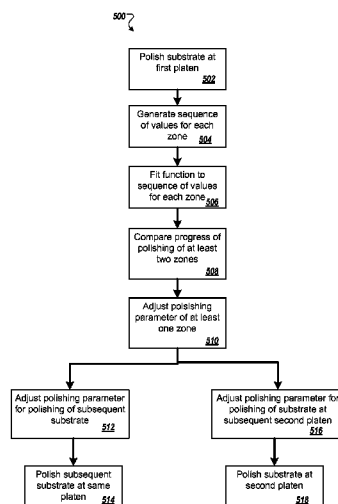 500
Polish substrate at
first platen
502
Generate sequence
of values for each
zone 504
Fit function to
sequence of values
for each zone 506
Compare progress of
polishing of at least
two zones
508
Adjust polsishing
parameter of at least
one zone
510
Adjust polishing parameter
for polishing of subsequent
substrate 512
Adjust polishing parameter for
polishing of substrate at
subsequent second platen
516
Polish subsequent
substrate at same
platen 514
Polish substrate at
second platen
518